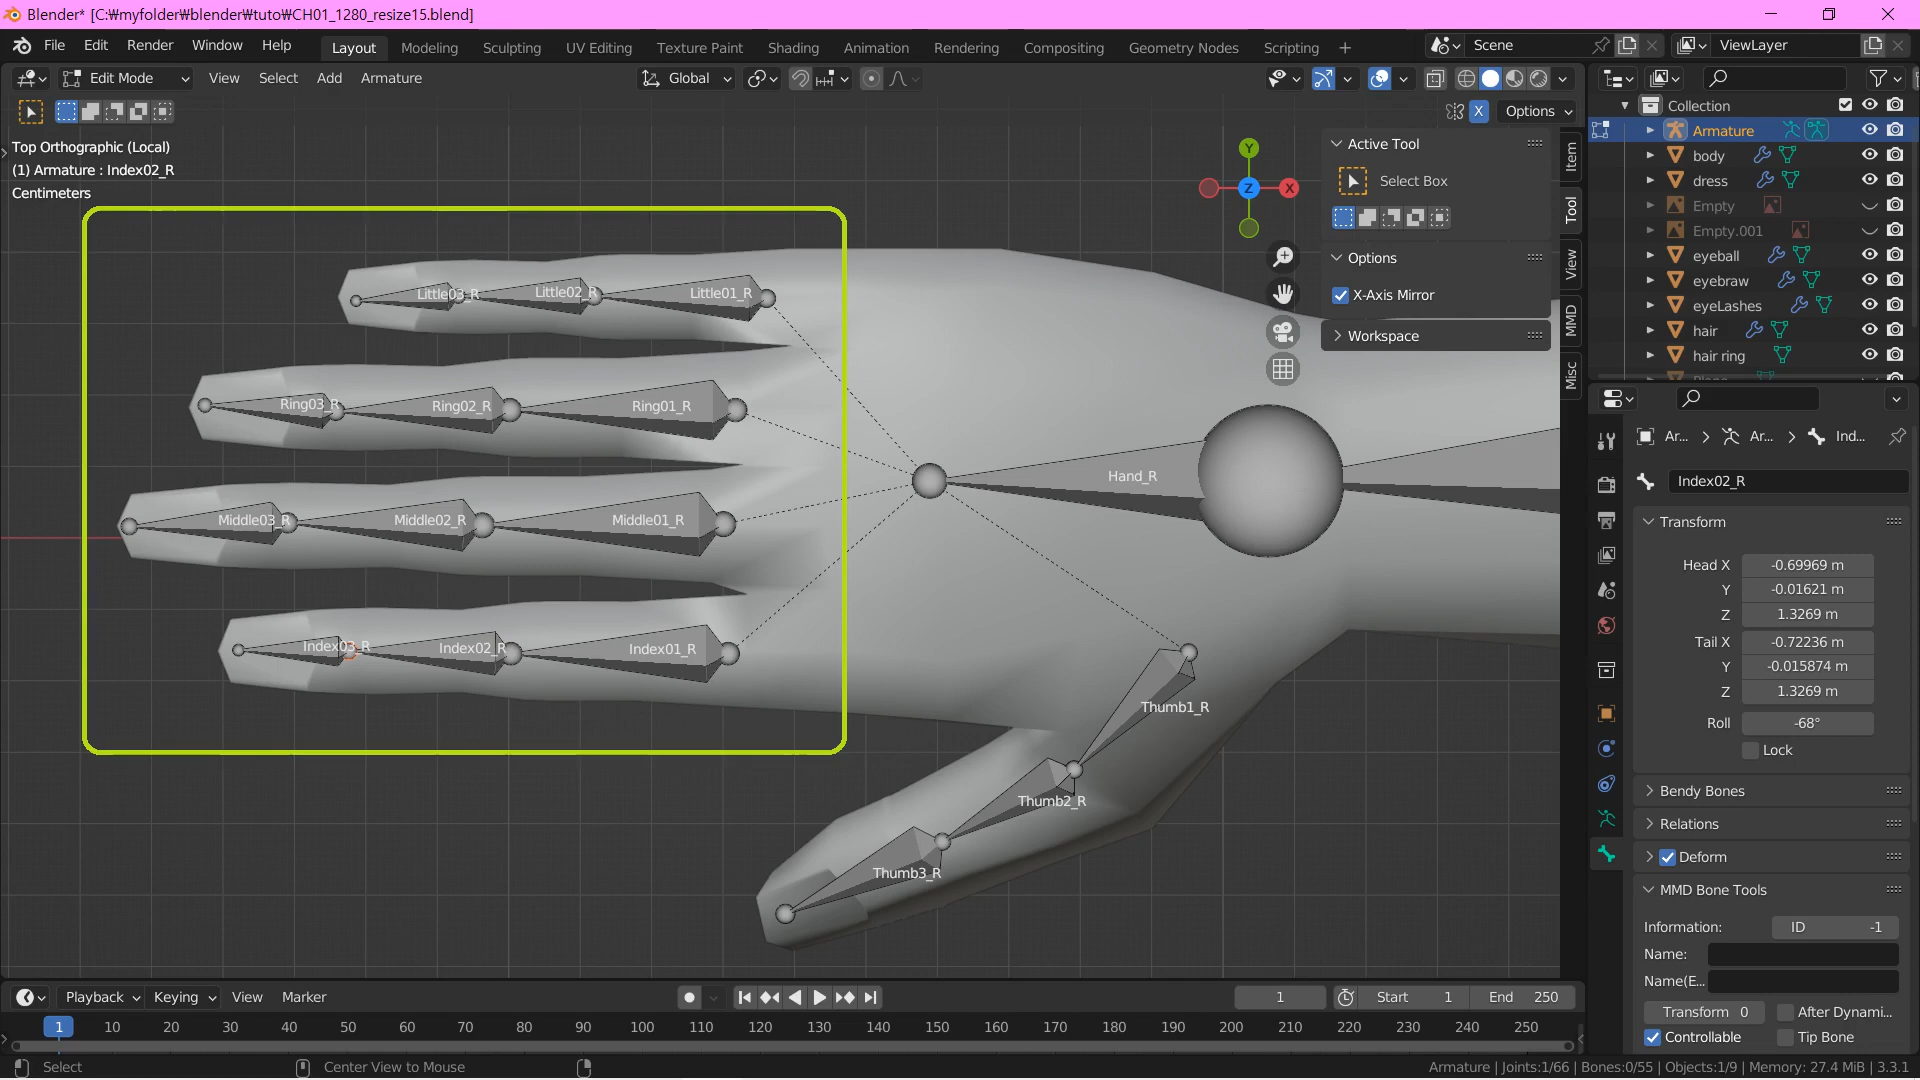 Blender* [C:₩myfolder₩blender₩tuto₩CH01_1280_resize15.blend]
File Edit Render Window Help
Layout Modeling Sculpting UV Editing Texture Paint Shading Animation Rendering Compositing Geometry Nodes Scripting +
Scene
ViewLayer
Edit Mode View Select Add Armature
Global
X Options
Top Orthographic (Local)
(1) Armature : Index02_R
Centimeters
Little03_R Little02_R Little01_R
Ring03_R Ring02_R Ring01_R
Middle03_R Middle02_R Middle01_R
Index03_R Index02_R Index01_R
Hand_R
Thumb1_R
Thumb2_R
Thumb3_R
Y
Z X
Active Tool
Select Box
Options
X-Axis Mirror
Workspace
Item
Tool
View
MMD
Misc
Collection
Armature
body
dress
Empty
Empty.001
eyeball
eyebraw
eyeLashes
hair
hair ring
Ar... Ar... Ind...
Index02_R
Transform
Head X -0.69969 m
Y -0.01621 m
Z 1.3269 m
Tail X -0.72236 m
Y -0.015874 m
Z 1.3269 m
Roll -68°
Lock
Bendy Bones
Relations
Deform
MMD Bone Tools
Information: ID -1
Name:
Name(E...
Transform 0 After Dynami...
Controllable Tip Bone
Playback Keying View Marker
1 Start 1 End 250
1 10 20 30 40 50 60 70 80 90 100 110 120 130 140 150 160 170 180 190 200 210 220 230 240 250
Select Center View to Mouse
Armature | Joints:1/66 | Bones:0/55 | Objects:1/9 | Memory: 27.4 MiB | 3.3.1